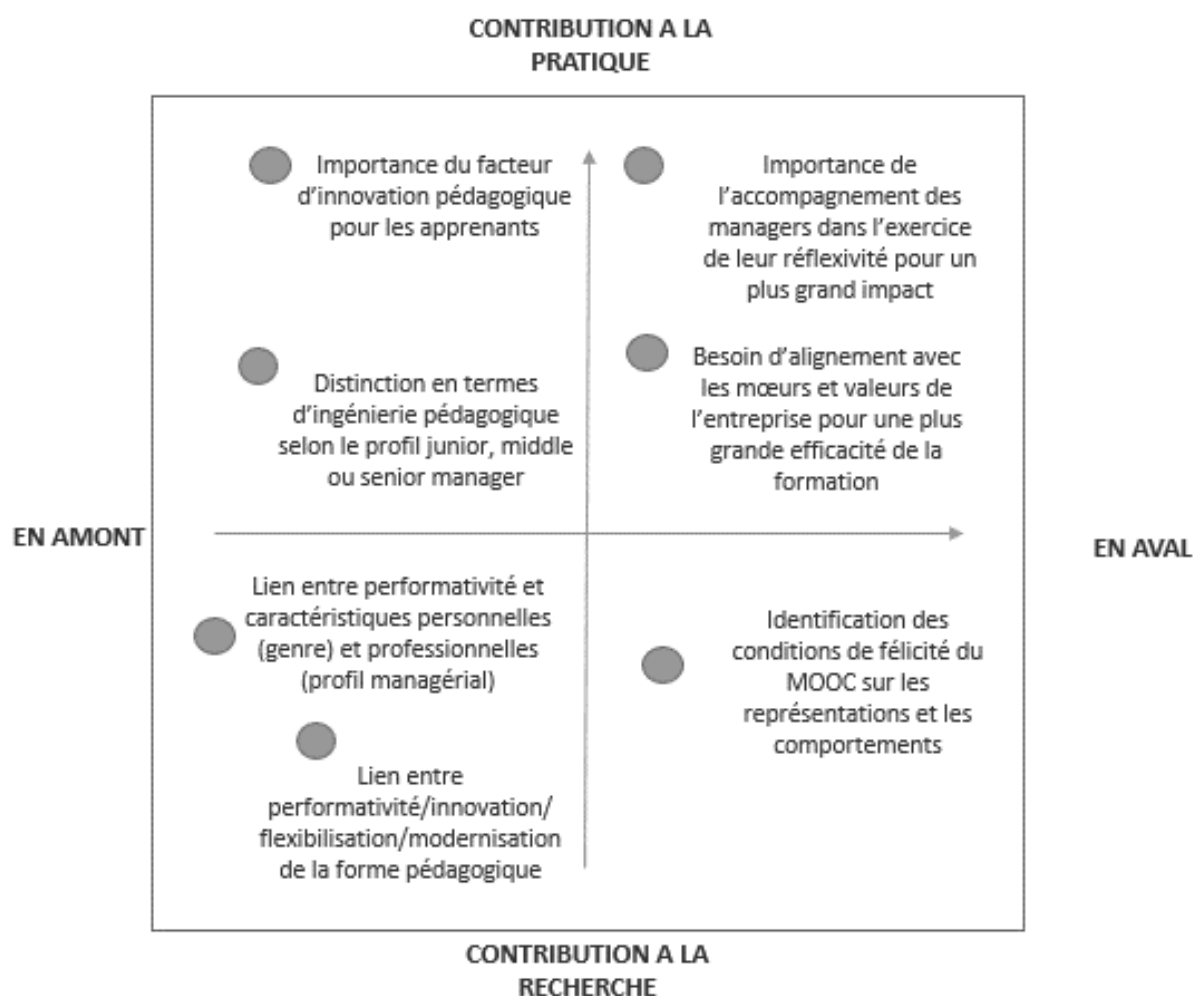 CONTRIBUTION A LA
PRATIQUE
Importance du facteur
d'innovation pédagogique
pour les apprenants
Importance de
l'accompagnement des
managers dans l'exercice
de leur réflexivité pour un
plus grand impact
Distinction en termes
d'ingénierie pédagogique
selon le profil junior, middle
ou senior manager
Besoin d'alignement avec
les mœurs et valeurs de
l'entreprise pour une plus
grande efficacité de la
formation
EN AMONT
EN AVAL
Lien entre performativité et
caractéristiques personnelles
(genre) et professionnelles
(profil managérial)
Identification des
conditions de félicité du
MOOC sur les
représentations et les
comportements
Lien entre
performativité/innovation/
flexibilisation/modernisation
de la forme pédagogique
CONTRIBUTION A LA
RECHERCHE